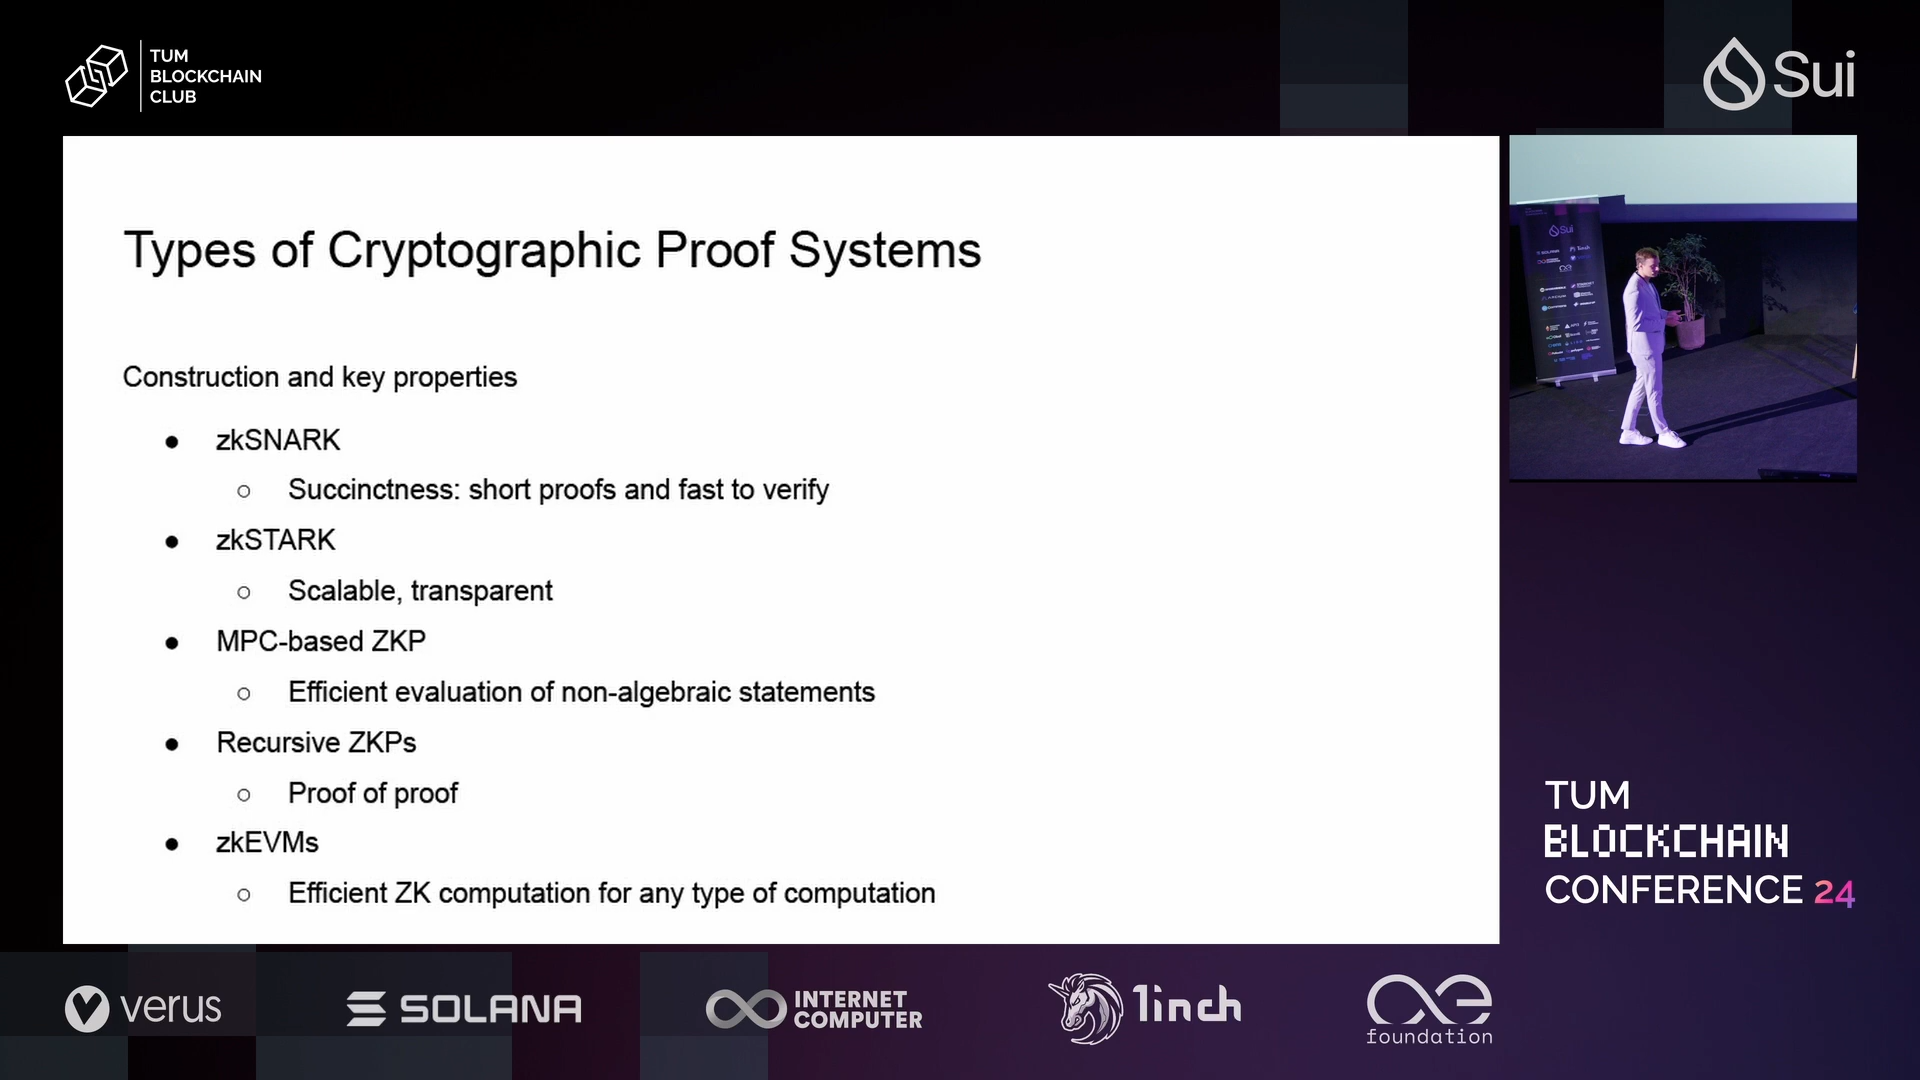 TUM
BLOCKCHAIN
CLUB
Sui
Types of Cryptographic Proof Systems
Construction and key properties
● zkSNARK
○ Succinctness: short proofs and fast to verify
● zkSTARK
○ Scalable, transparent
● MPC-based ZKP
○ Efficient evaluation of non-algebraic statements
● Recursive ZKPs
○ Proof of proof
● zkEVMs
○ Efficient ZK computation for any type of computation
Sui
TUM
BLOCKCHAIN
CONFERENCE 24
verus
SOLANA
INTERNET
COMPUTER
1inch
ae
foundation